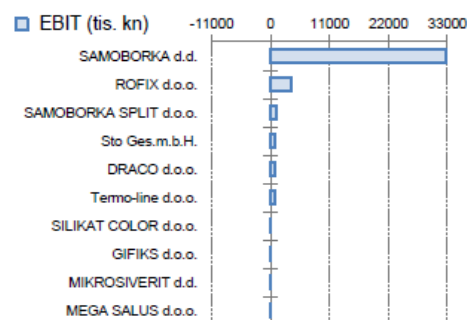 EBIT (tis. kn)
-11000 0 11000 22000 33000
SAMOBORKA d.d.
ROFIX d.o.o.
SAMOBORKA SPLIT d.o.o.
Sto Ges.m.b.H.
DRACO d.o.o.
Termo-line d.o.o.
SILIKAT COLOR d.o.o.
GIFIKS d.o.o.
MIKROSIVERIT d.d.
MEGA SALUS d.o.o.